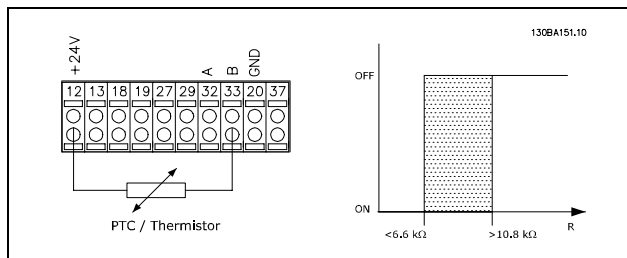 130BA151.10
+24V
A
B
GND
12 13 18 19 27 29 32 33 20 37
PTC / Thermistor
OFF
ON
<6.6 kΩ
>10.8 kΩ
R